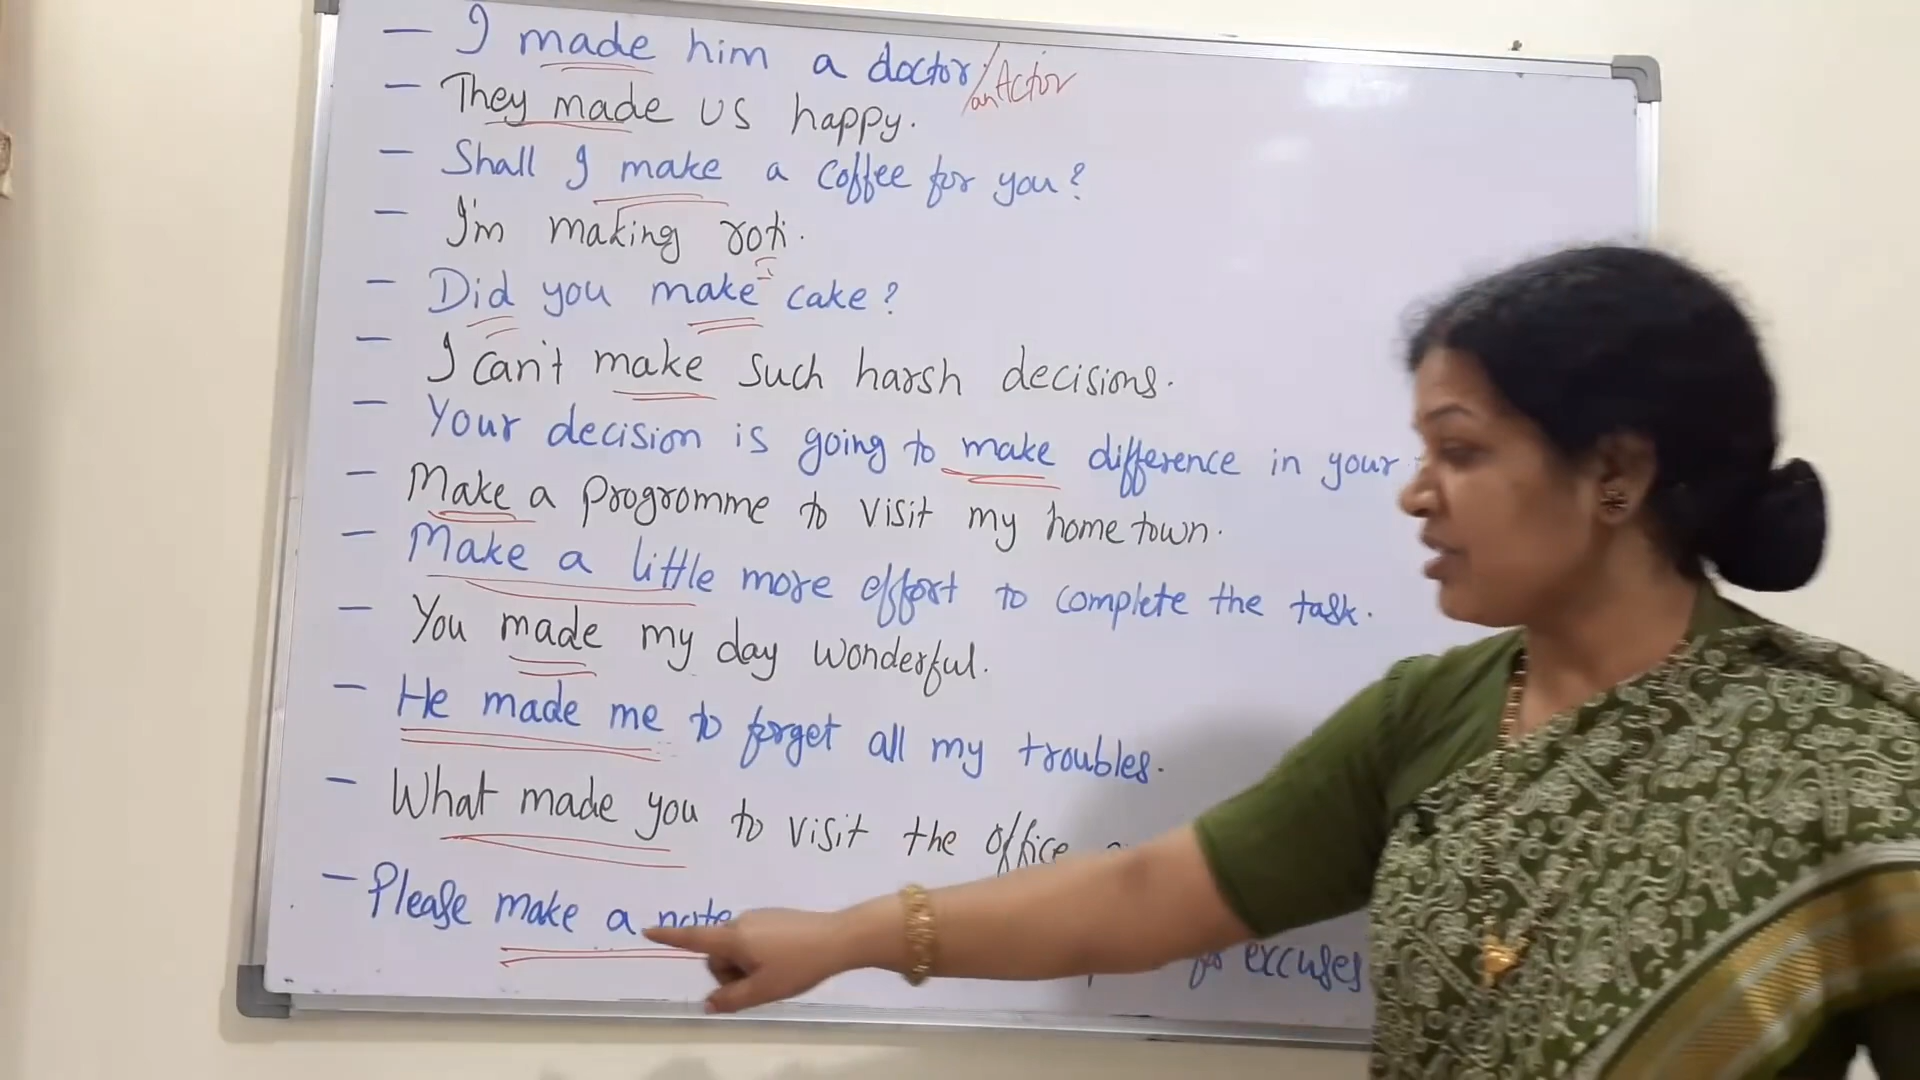 - I made him a doctor/an Actor
- They made us happy.
- Shall I make a coffee for you?
- I'm making roti.
- Did you make cake?
- I can't make such harsh decisions.
- Your decision is going to make difference in your
- Make a programme to visit my home town.
- Make a little more effort to complete the task.
- You made my day wonderful.
- He made me to forget all my troubles.
- What made you to visit the office
- Please make a note for excuses